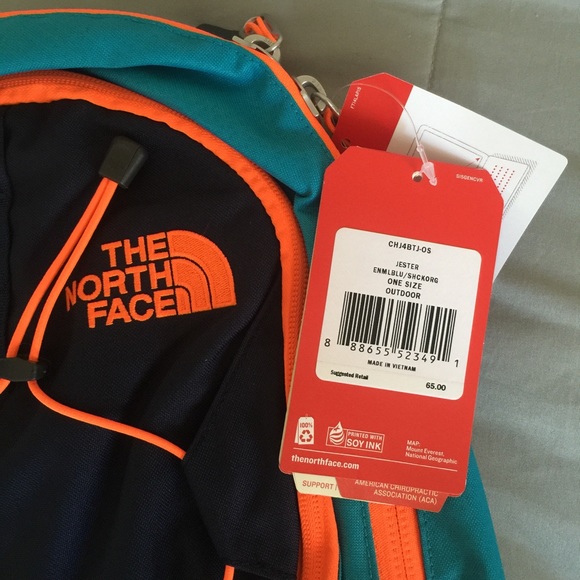 THE
NORTH
FACE
CHJ4BTJ-OS
JESTER
ENMLBLU/SHCKORG
ONE SIZE
OUTDOOR
8 88655 52349 1
MADE IN VIETNAM
Suggested Retail
65.00
100%
PRINTED WITH
SOY INK
MAP:
Mount Everest,
National Geographic
thenorthface.com
SUPPORT
AMERICAN CHIROPRACTIC
ASSOCIATION (ACA)